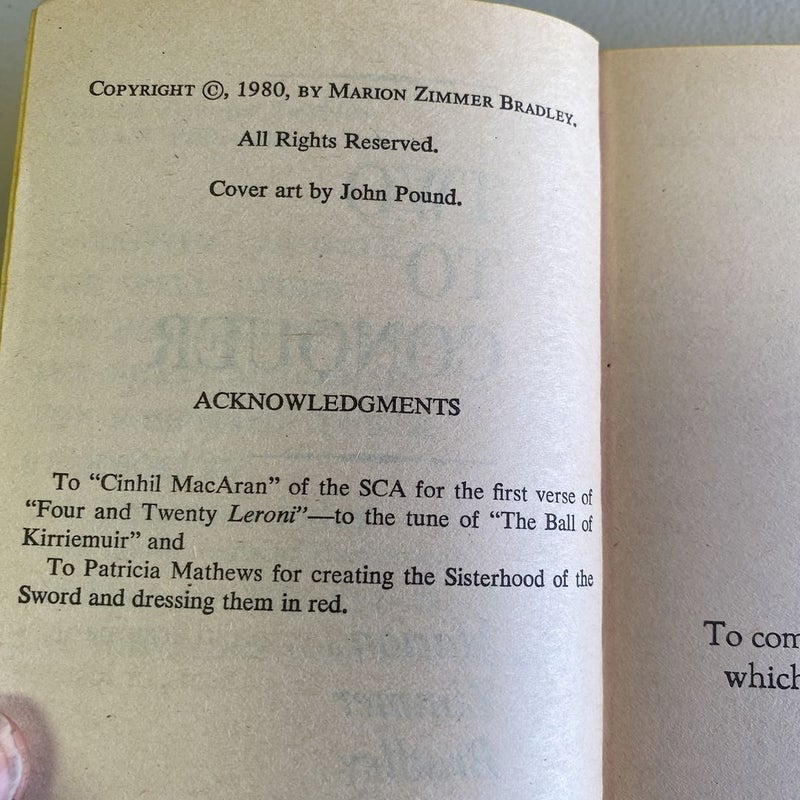 COPYRIGHT ©, 1980, BY MARION ZIMMER BRADLEY.
All Rights Reserved.
Cover art by John Pound.
ACKNOWLEDGMENTS
To “Cinhil MacAran” of the SCA for the first verse of
“Four and Twenty Leroni”—to the tune of “The Ball of
Kirriemuir” and
To Patricia Mathews for creating the Sisterhood of the
Sword and dressing them in red.
To com
which